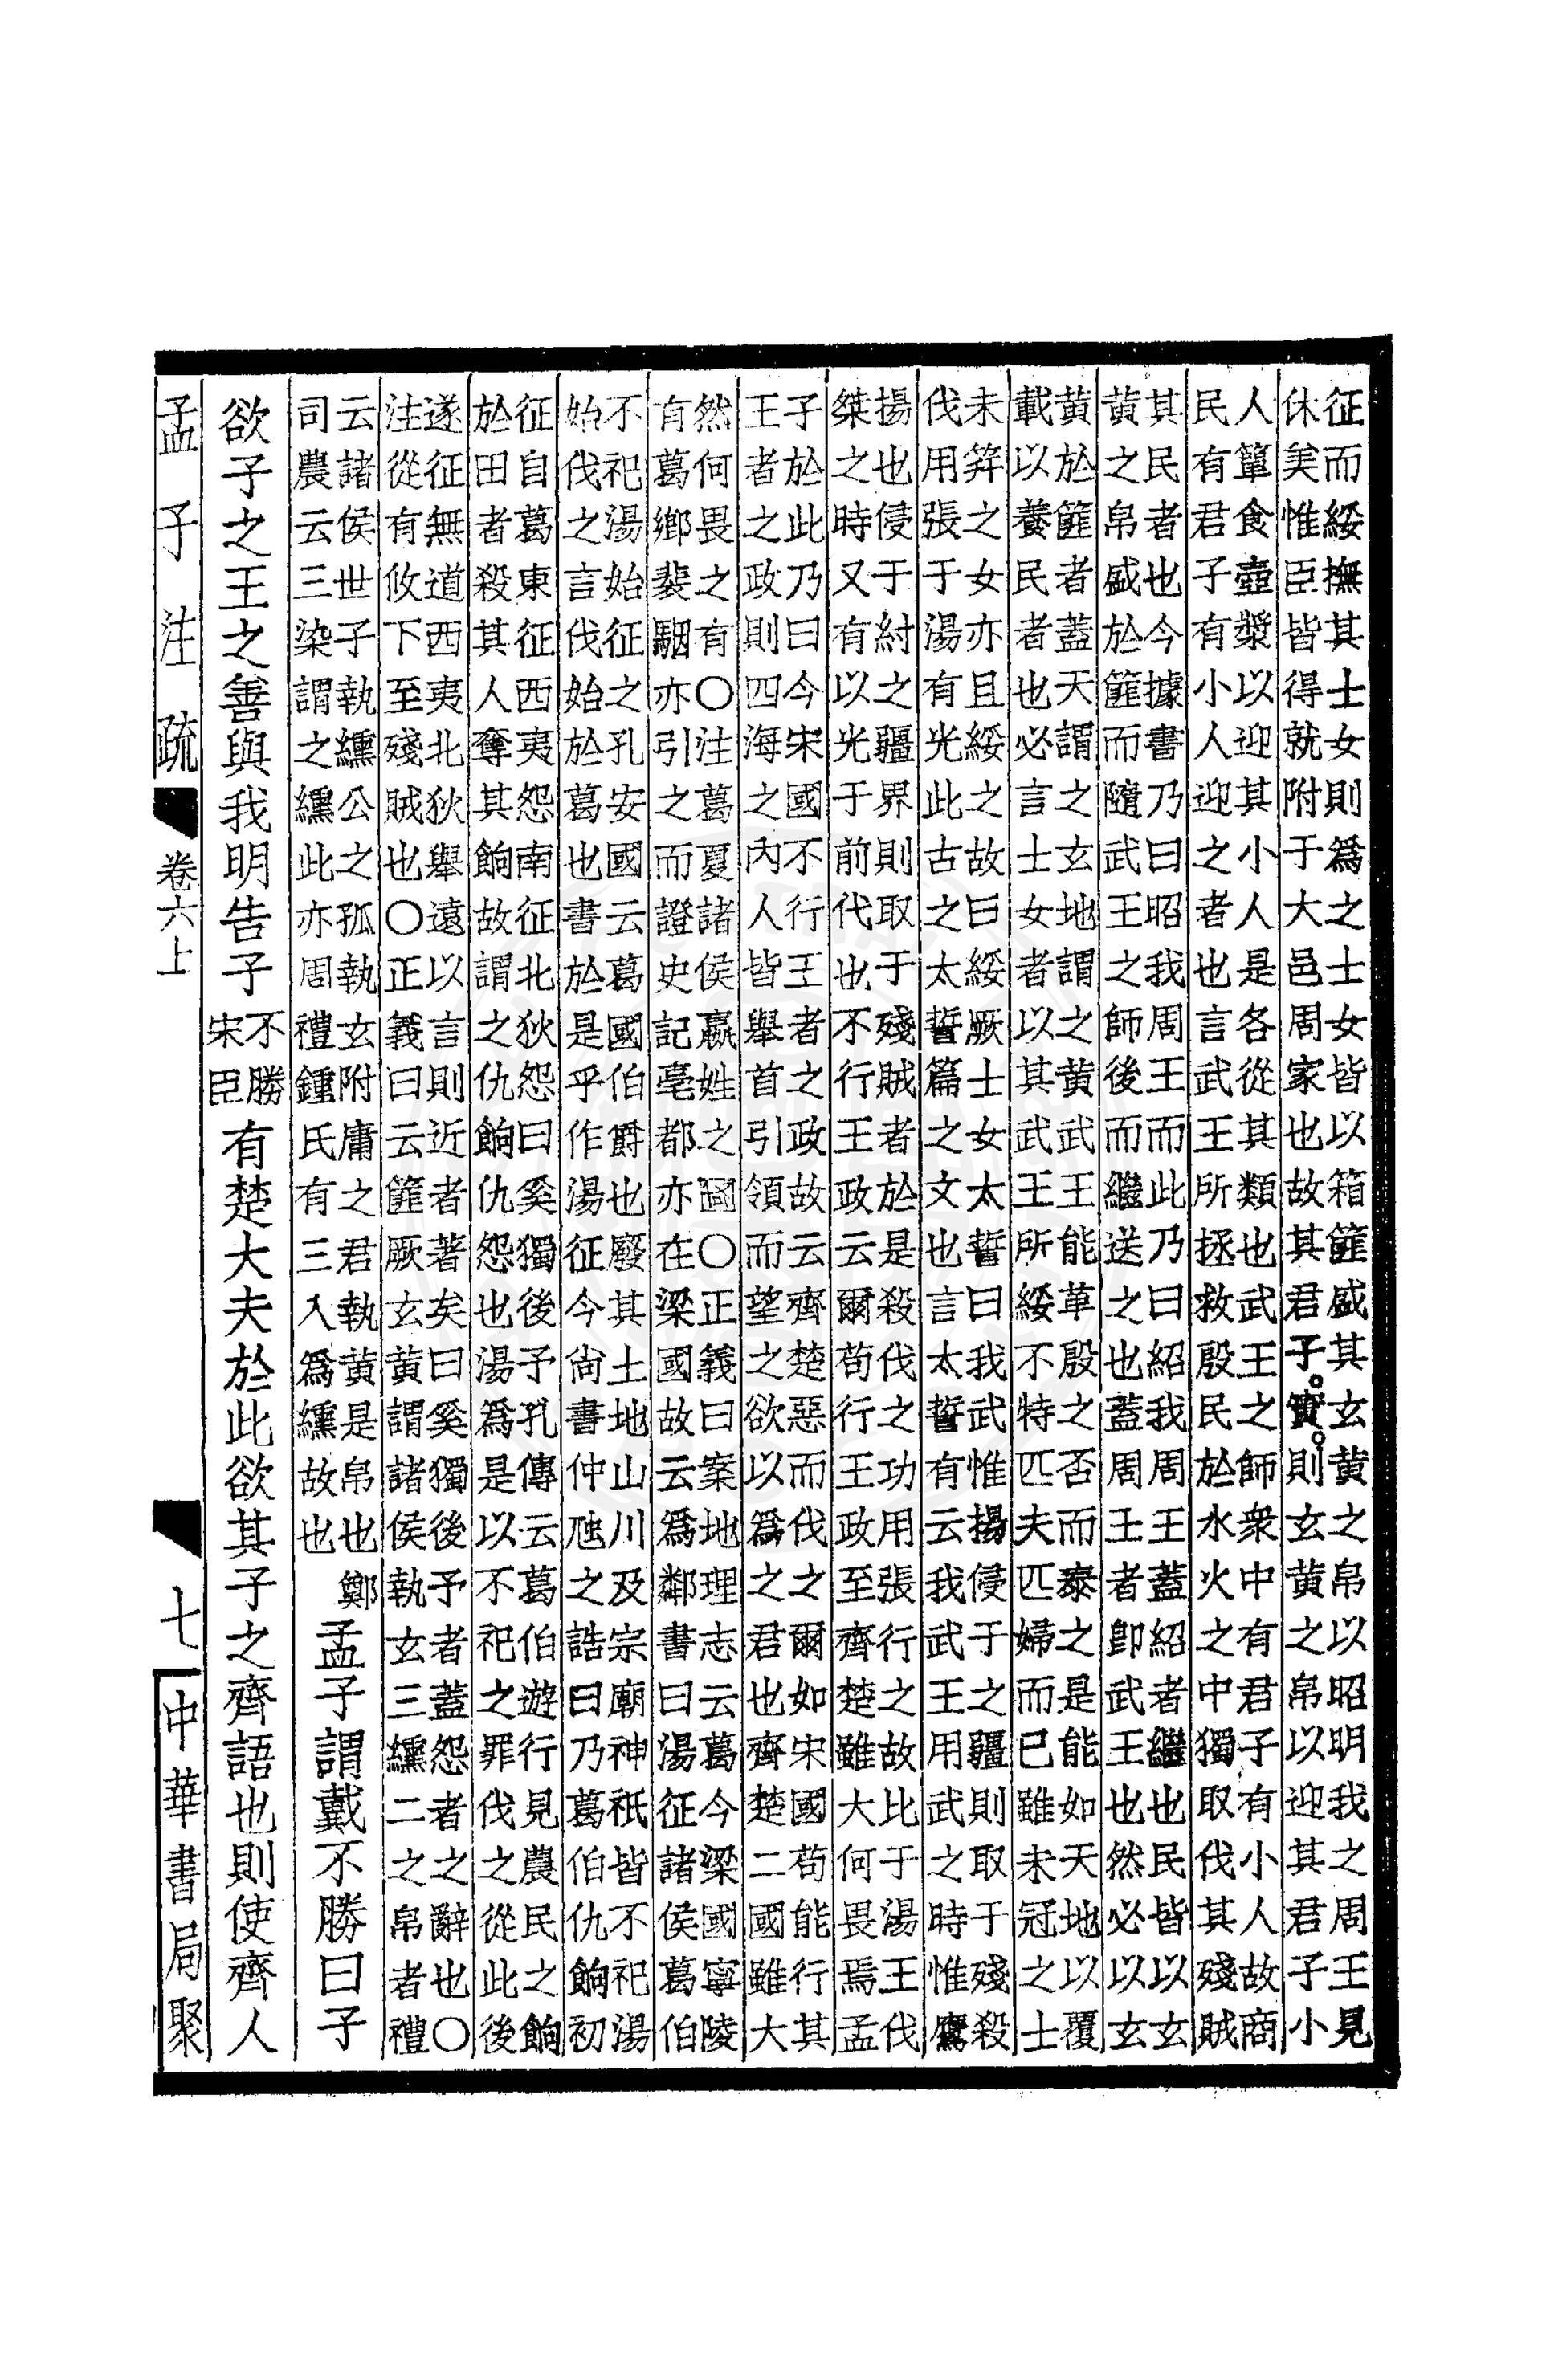 征而綏撫其士女則爲之士女皆以箱篚盛其玄黃之帛以昭明我之周王見
休美惟臣皆得就附于大邑周家也故其君子實則玄黃之帛以迎其君子小
人簞食壺漿以迎其小人是各從其類也武王之師衆中有君子有小人故商
民有君子有小人迎之者也言武王所拯救殷民於水火之中獨取伐其殘賊
其民者也今據書乃曰昭我周王而此乃曰紹我周王蓋紹者繼也民皆以玄
黃之帛盛於篚而隨武王之師後而繼送之也蓋周王者卽武王也然必以玄
黃於篚者蓋天謂之玄地謂之黃武王能革殷之否而泰之是能如天地以覆
載以養民者也必言士女者以其武王所綏不特匹夫匹婦而已雖未冠之士
未筓之女亦且綏之故曰綏厥士女太誓曰我武惟揚侵于之疆則取于殘殺
伐用張于湯有光此古之太誓篇之文也言太誓有云我武王用武之時惟鷹
揚也侵于紂之疆界則取于殘賊者於是殺伐之功用張行之故比于湯王伐
桀之時又有以光于前代也不行王政云爾苟行王政至齊楚雖大何畏焉孟
子於此乃曰今宋國不行王者之政故云齊楚惡而伐之爾如宋國苟能行其
王者之政則四海之內人皆舉首引領而望之欲以爲之君也齊楚二國雖大
然何畏之有○注葛夏諸侯嬴姓之國○正義曰案地理志云葛今梁國寧陵
有葛鄉裴駰亦引之而證史記亳都亦在梁國故云爲鄰書曰湯征諸侯葛伯
不祀湯始征之孔安國云葛國伯爵也廢其土地山川及宗廟神祇皆不祀湯
始伐之言伐始於葛也書於是乎作湯征今尙書仲虺之誥曰乃葛伯仇餉初
征自葛東征西夷怨南征北狄怨曰奚獨後予孔傳云葛伯遊行見農民之餉
於田者殺其人奪其餉故謂之仇餉仇怨也湯爲是以不祀之罪伐之從此後
遂征無道西夷北狄舉遠以言則近者著矣曰奚獨後予者蓋怨者之辭也○
注從有攸下至殘賊也○正義曰云篚厥玄黃謂諸侯執玄三纁二之帛者禮
云諸侯世子執纁公之孤執玄附庸之君執黃是帛也鄭
司農云三染謂之纁此亦周禮鍾氏有三入爲纁故也
孟子謂戴不勝曰子
欲子之王之善與我明告子
不勝
宋臣
有楚大夫於此欲其子之齊語也則使齊人
孟子注疏 卷六上 七 中華書局聚